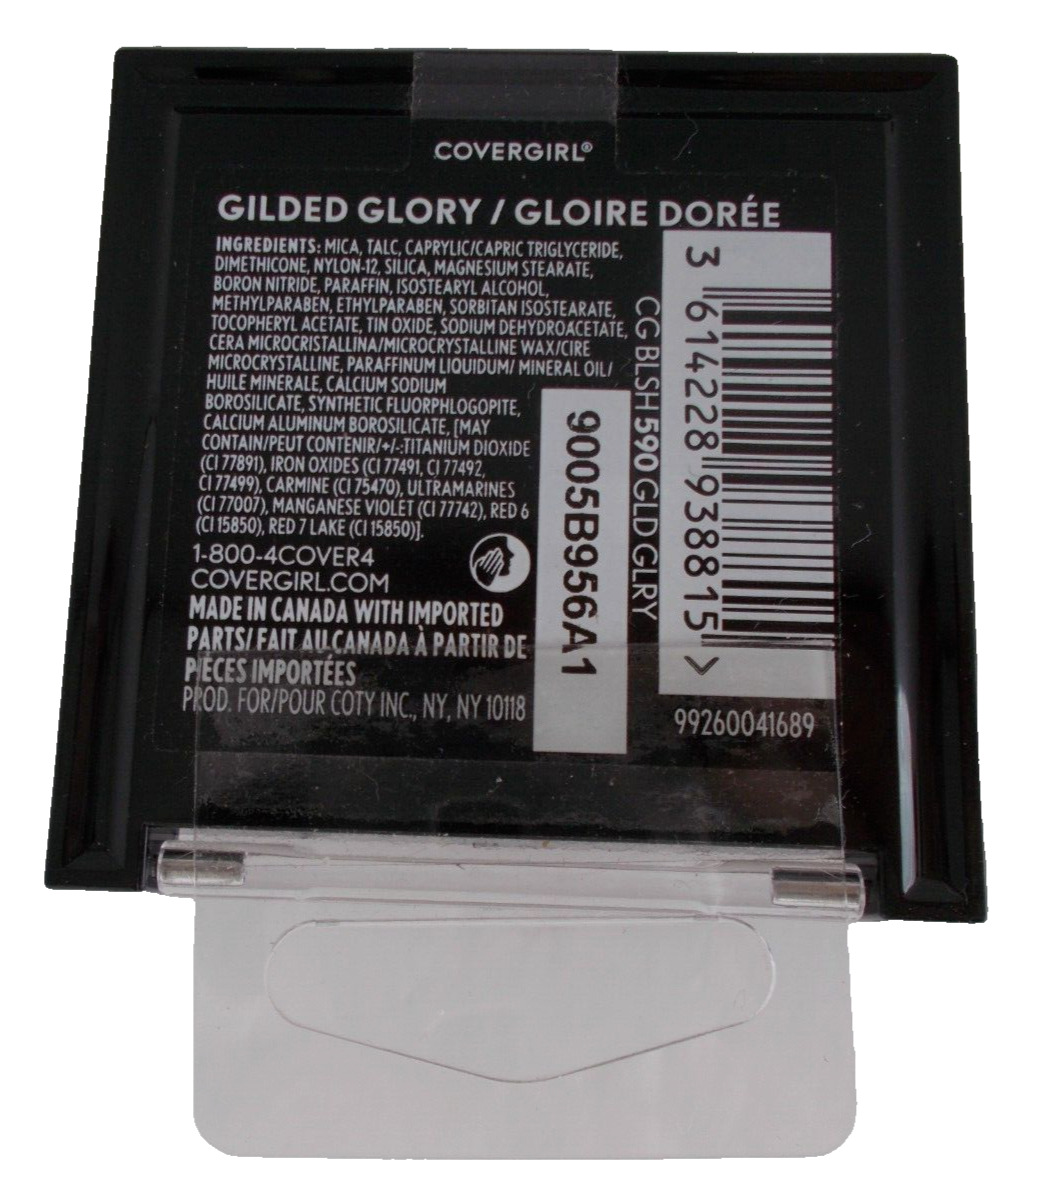 COVERGIRL®
GILDED GLORY / GLOIRE DORÉE
INGREDIENTS: MICA, TALC, CAPRYLIC/CAPRIC TRIGLYCERIDE,
DIMETHICONE, NYLON-12, SILICA, MAGNESIUM STEARATE,
BORON NITRIDE, PARAFFIN, ISOSTEARYL ALCOHOL,
METHYLPARABEN, ETHYLPARABEN, SORBITAN ISOSTEARATE,
TOCOPHERYL ACETATE, TIN OXIDE, SODIUM DEHYDROACETATE,
CERA MICROCRISTALLINA/MICROCRYSTALLINE WAX/CIRE
MICROCRYSTALLINE, PARAFFINUM LIQUIDUM/ MINERAL OIL/
HUILE MINERALE, CALCIUM SODIUM
BOROSILICATE, SYNTHETIC FLUORPHLOGOPITE,
CALCIUM ALUMINUM BOROSILICATE, [MAY
CONTAIN/PEUT CONTENIR/+/-:TITANIUM DIOXIDE
(CI 77891), IRON OXIDES (CI 77491, CI 77492,
CI 77499), CARMINE (CI 75470), ULTRAMARINES
(CI 77007), MANGANESE VIOLET (CI 77742), RED 6
(CI 15850), RED 7 LAKE (CI 15850)].
1-800-4COVER4
COVERGIRL.COM
MADE IN CANADA WITH IMPORTED
PARTS/ FAIT AU CANADA À PARTIR DE
PIÈCES IMPORTÉES
PROD. FOR/POUR COTY INC., NY, NY 10118
9005B956A1
CG BLSH 590 GLD GLRY
3 614228 938815 >
99260041689